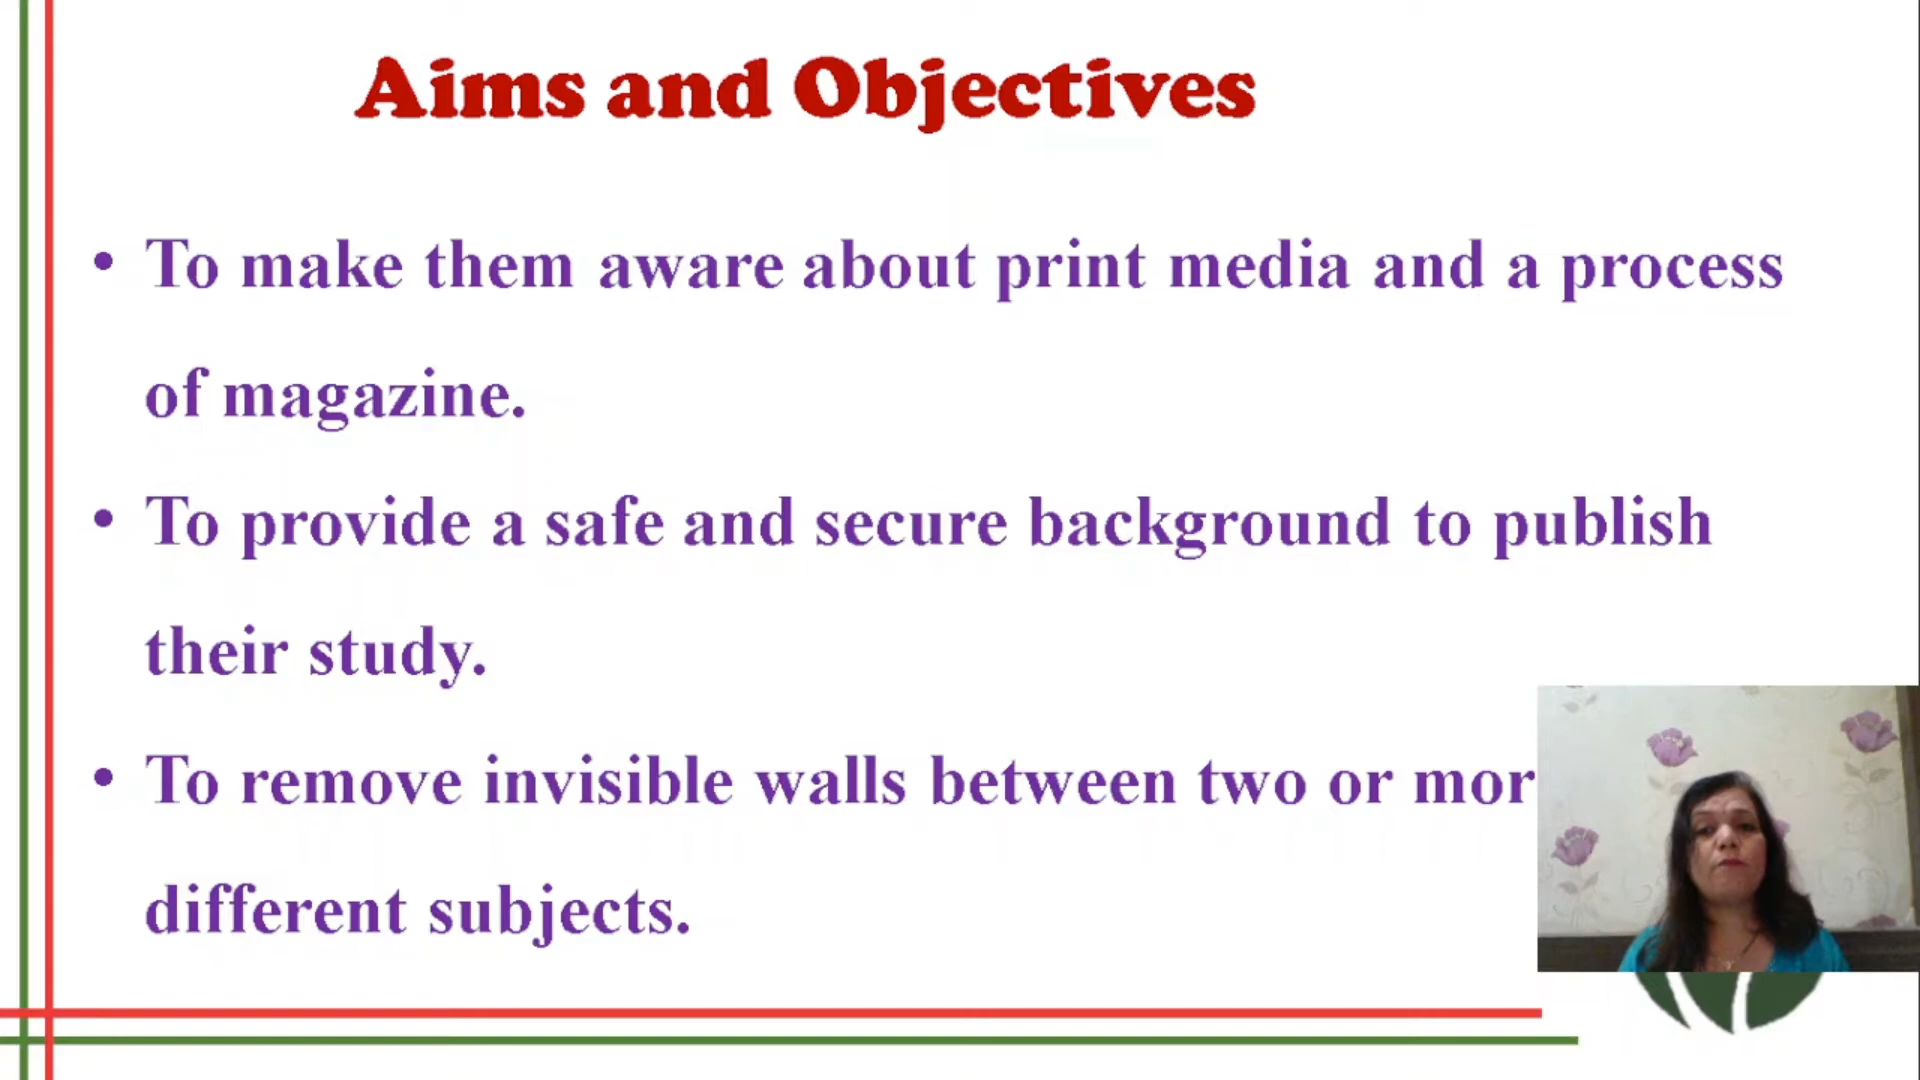 Aims and Objectives
• To make them aware about print media and a process
of magazine.
• To provide a safe and secure background to publish
their study.
• To remove invisible walls between two or mor
different subjects.